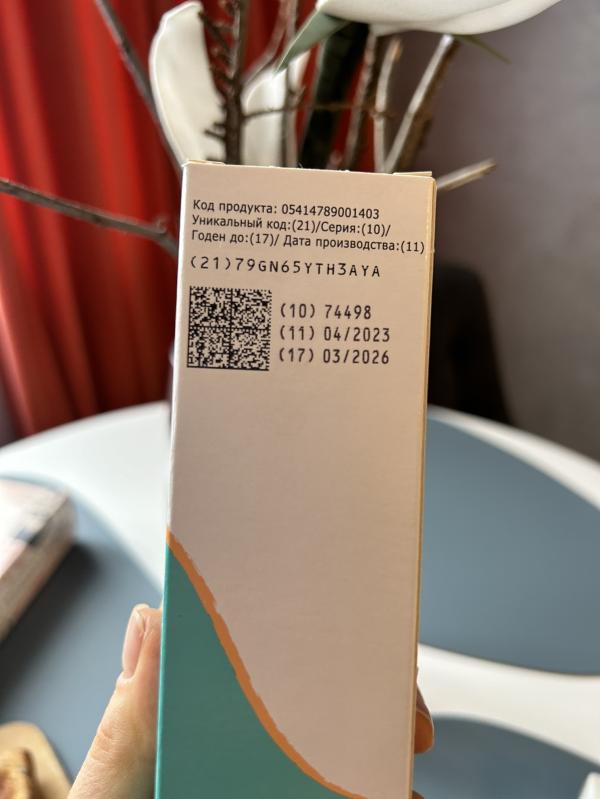 Код продукта: 05414789001403
Уникальный код:(21)/Серия:(10)/
Годен до:(17)/ Дата производства:(11)
(21)79GN65YTH3AYA
(10) 74498
(11) 04/2023
(17) 03/2026